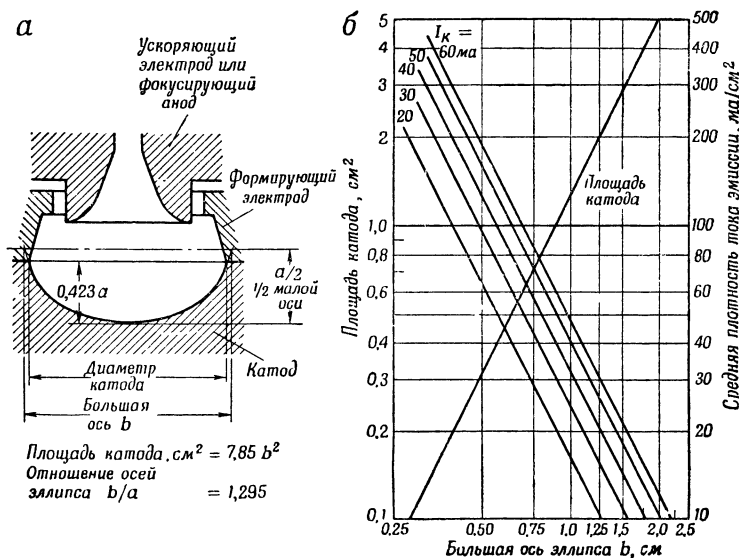 а
Ускоряющий
электрод или
фокусирующий
анод
Формирующий
электрод
0,423 а
а/2
1/2 малой
оси
Диаметр
катода
Катод
Большая
ось b
Площадь катода, см² = 7,85 b²
Отношение осей
эллипса b/a = 1,295
б
Площадь катода, см²
5
4
3
2
1,0
0,8
0,6
0,4
0,3
0,2
0,1
Iк =
60 ма
50
40
30
20
Площадь
катода
500
400
300
200
100
80
60
40
30
20
10
Средняя плотность тока эмиссии, ма/см²
0,25
0,50
0,75
1,0
1,25
1,5
2,0
2,5
Большая ось эллипса b, см